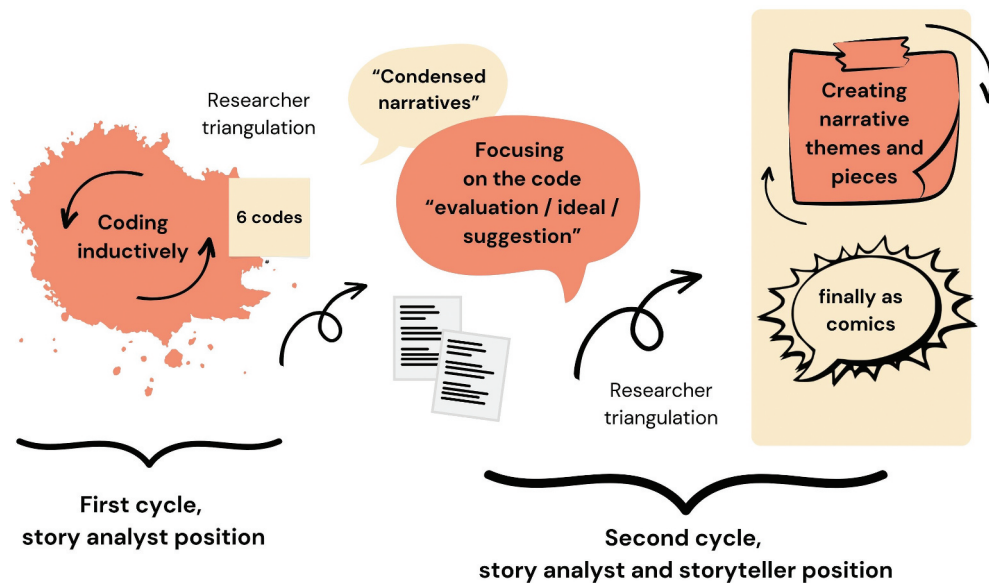 Coding
inductively
6 codes
Researcher
triangulation
“Condensed
narratives”
Focusing
on the code
“evaluation / ideal /
suggestion”
Researcher
triangulation
Creating
narrative
themes and
pieces
finally as
comics
First cycle,
story analyst position
Second cycle,
story analyst and storyteller position